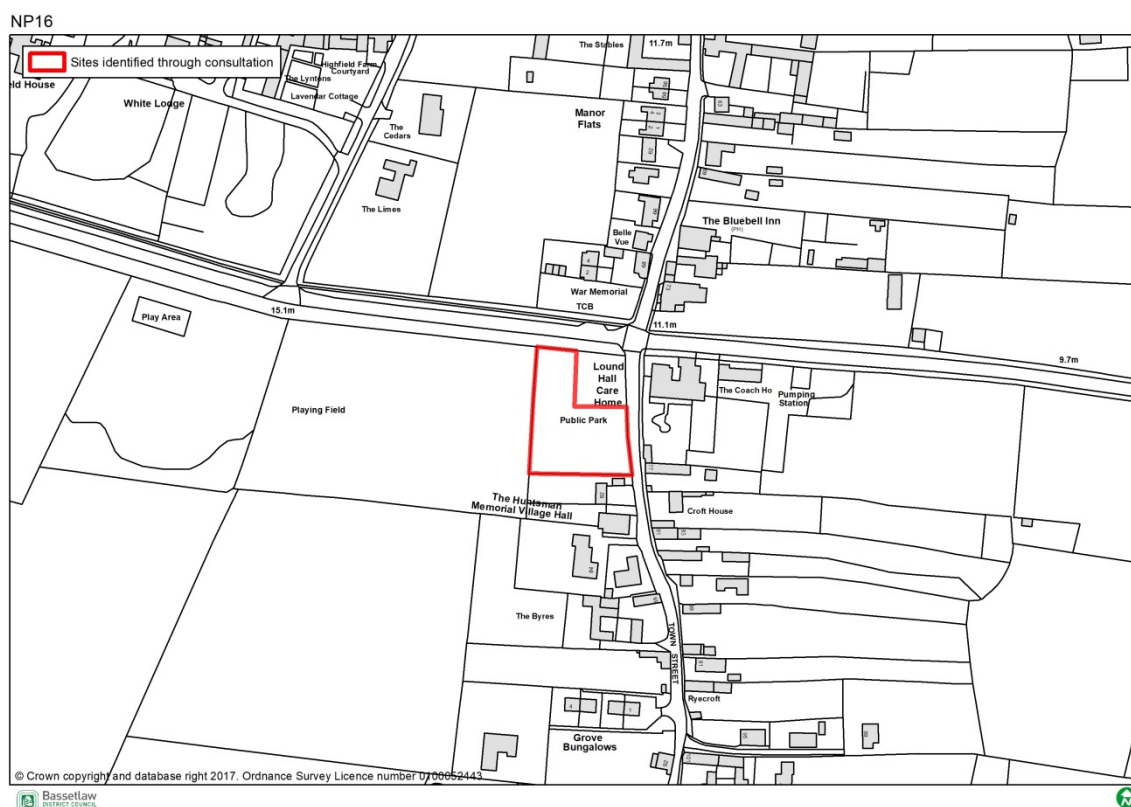 NP16
Sites identified through consultation
The Stables
11.7m
Highfield Farm
Courtyard
The Lyntons
Lavendar Cottage
eld House
White Lodge
The
Cedars
Manor
Flats
The Limes
The Bluebell Inn
(PH)
Belle
Vue
War Memorial
TCB
15.1m
11.1m
9.7m
Play Area
Lound
Hall
Care
Home
The Coach Ho
Pumping
Station
Playing Field
Public Park
The Huntsman
Memorial Village Hall
Croft House
The Byres
TOWN STREET
Ryecroft
Grove
Bungalows
© Crown copyright and database right 2017. Ordnance Survey Licence number 0100052443
Bassetlaw
DISTRICT COUNCIL